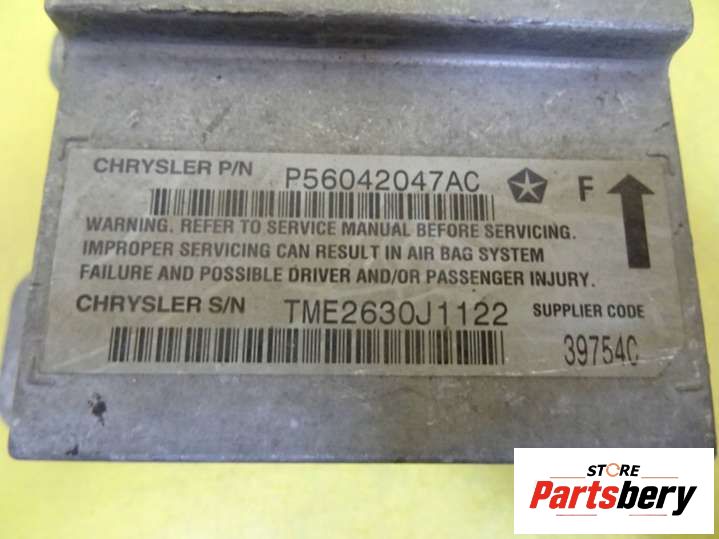 CHRYSLER P/N P56042047AC F
WARNING. REFER TO SERVICE MANUAL BEFORE SERVICING.
IMPROPER SERVICING CAN RESULT IN AIR BAG SYSTEM
FAILURE AND POSSIBLE DRIVER AND/OR PASSENGER INJURY.
CHRYSLER S/N TME2630J1122 SUPPLIER CODE
39754C
STORE
Partsbery